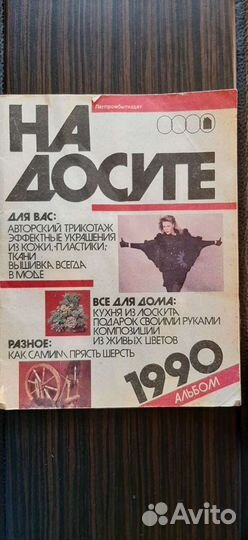 Легпромбытиздат
НА
ДОСУГЕ
ДЛЯ ВАС:
АВТОРСКИЙ ТРИКОТАЖ
ЭФФЕКТНЫЕ УКРАШЕНИЯ
ИЗ КОЖИ, ПЛАСТИКИ,
ТКАНИ
ВЫШИВКА ВСЕГДА
В МОДЕ
ВСЕ ДЛЯ ДОМА:
КУХНЯ ИЗ ЛОСКУТА
ПОДАРОК СВОИМИ РУКАМИ
КОМПОЗИЦИИ
ИЗ ЖИВЫХ ЦВЕТОВ
РАЗНОЕ:
КАК САМИМ ПРЯСТЬ ШЕРСТЬ
1990
АЛЬБОМ
Avito